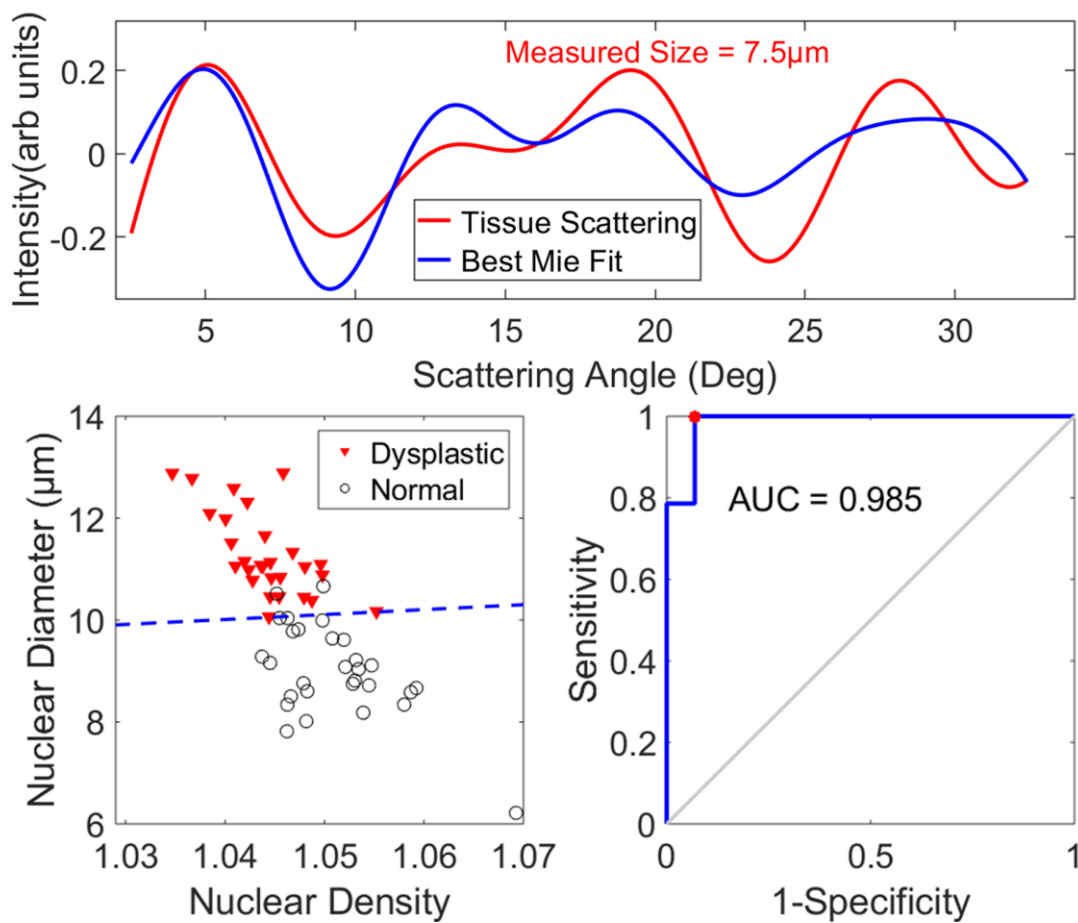 Measured Size = 7.5µm
Intensity(arb units)
0.2
0
-0.2
Tissue Scattering
Best Mie Fit
5 10 15 20 25 30
Scattering Angle (Deg)
Nuclear Diameter (µm)
14
12
10
8
6
Dysplastic
Normal
1.03 1.04 1.05 1.06 1.07
Nuclear Density
Sensitivity
1
0.8
0.6
0.4
0.2
0
AUC = 0.985
0 0.5 1
1-Specificity